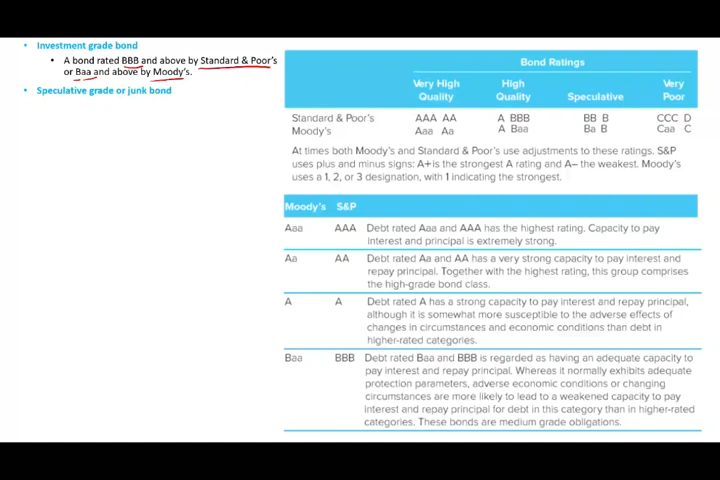 Investment grade bond
A bond rated BBB and above by Standard & Poor's
or Baa and above by Moody's.
Speculative grade or junk bond
Bond Ratings
Very High Quality
High Quality
Speculative
Very Poor
Standard & Poor's AAA AA A BBB BB B CCC D
Moody's Aaa Aa A Baa Ba B Caa C
At times both Moody's and Standard & Poor's use adjustments to these ratings. S&P
uses plus and minus signs: A+ is the strongest A rating and A− the weakest. Moody's
uses a 1, 2, or 3 designation, with 1 indicating the strongest.
Moody's S&P
Aaa AAA Debt rated Aaa and AAA has the highest rating. Capacity to pay
interest and principal is extremely strong.
Aa AA Debt rated Aa and AA has a very strong capacity to pay interest and
repay principal. Together with the highest rating, this group comprises
the high-grade bond class.
A A Debt rated A has a strong capacity to pay interest and repay principal,
although it is somewhat more susceptible to the adverse effects of
changes in circumstances and economic conditions than debt in
higher-rated categories.
Baa BBB Debt rated Baa and BBB is regarded as having an adequate capacity to
pay interest and repay principal. Whereas it normally exhibits adequate
protection parameters, adverse economic conditions or changing
circumstances are more likely to lead to a weakened capacity to pay
interest and repay principal for debt in this category than in higher-rated
categories. These bonds are medium grade obligations.